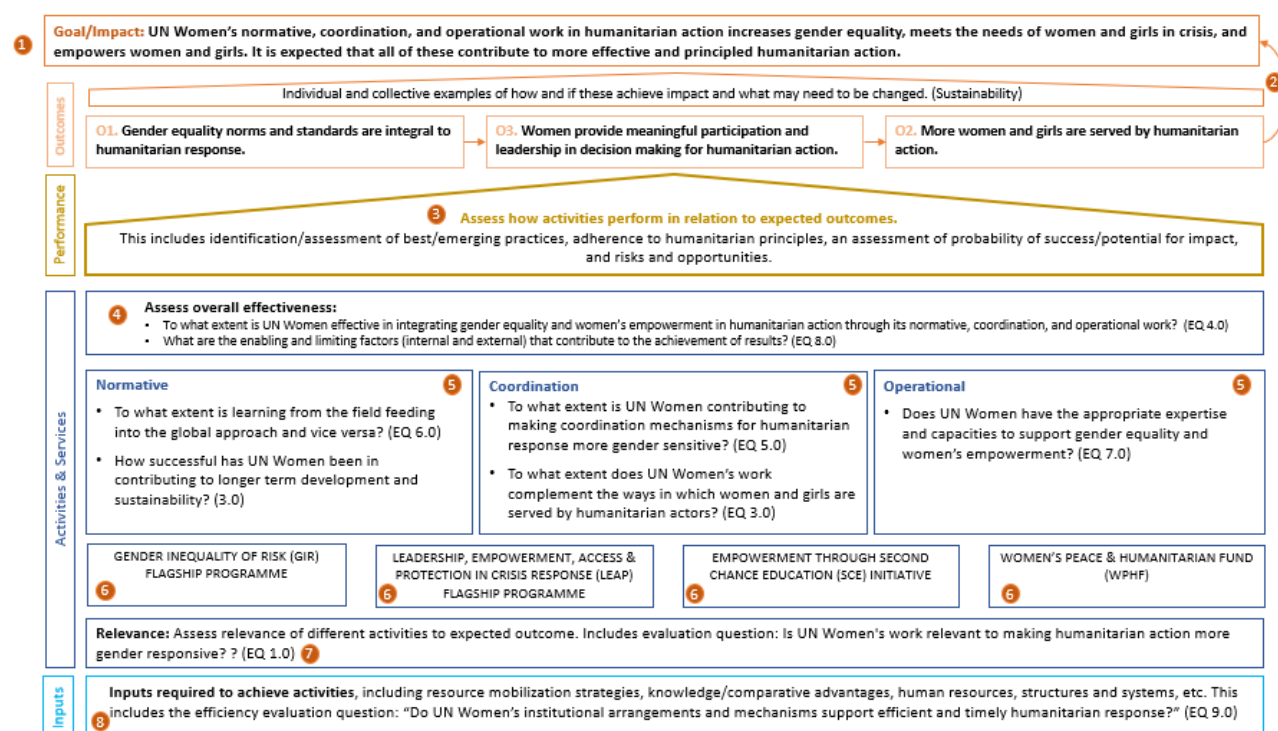 1
Goal/Impact: UN Women's normative, coordination, and operational work in humanitarian action increases gender equality, meets the needs of women and girls in crisis, and
empowers women and girls. It is expected that all of these contribute to more effective and principled humanitarian action.
2
Outcomes
Individual and collective examples of how and if these achieve impact and what may need to be changed. (Sustainability)
O1. Gender equality norms and standards are integral to
humanitarian response.
O3. Women provide meaningful participation and
leadership in decision making for humanitarian action.
O2. More women and girls are served by humanitarian
action.
Performance
3 Assess how activities perform in relation to expected outcomes.
This includes identification/assessment of best/emerging practices, adherence to humanitarian principles, an assessment of probability of success/potential for impact,
and risks and opportunities.
Activities & Services
4 Assess overall effectiveness:
• To what extent is UN Women effective in integrating gender equality and women's empowerment in humanitarian action through its normative, coordination, and operational work? (EQ 4.0)
• What are the enabling and limiting factors (internal and external) that contribute to the achievement of results? (EQ 8.0)
Normative 5
• To what extent is learning from the field feeding
into the global approach and vice versa? (EQ 6.0)
• How successful has UN Women been in
contributing to longer term development and
sustainability? (3.0)
Coordination 5
• To what extent is UN Women contributing to
making coordination mechanisms for humanitarian
response more gender sensitive? (EQ 5.0)
• To what extent does UN Women's work
complement the ways in which women and girls are
served by humanitarian actors? (EQ 3.0)
Operational 5
• Does UN Women have the appropriate expertise
and capacities to support gender equality and
women's empowerment? (EQ 7.0)
GENDER INEQUALITY OF RISK (GIR)
FLAGSHIP PROGRAMME
6
LEADERSHIP, EMPOWERMENT, ACCESS &
PROTECTION IN CRISIS RESPONSE (LEAP)
6 FLAGSHIP PROGRAMME
EMPOWERMENT THROUGH SECOND
CHANCE EDUCATION (SCE) INITIATIVE
6
WOMEN'S PEACE & HUMANITARIAN FUND
(WPHF)
6
Relevance: Assess relevance of different activities to expected outcome. Includes evaluation question: Is UN Women's work relevant to making humanitarian action more
gender responsive? ? (EQ 1.0) 7
Inputs
Inputs required to achieve activities, including resource mobilization strategies, knowledge/comparative advantages, human resources, structures and systems, etc. This
8 includes the efficiency evaluation question: "Do UN Women's institutional arrangements and mechanisms support efficient and timely humanitarian response?" (EQ 9.0)